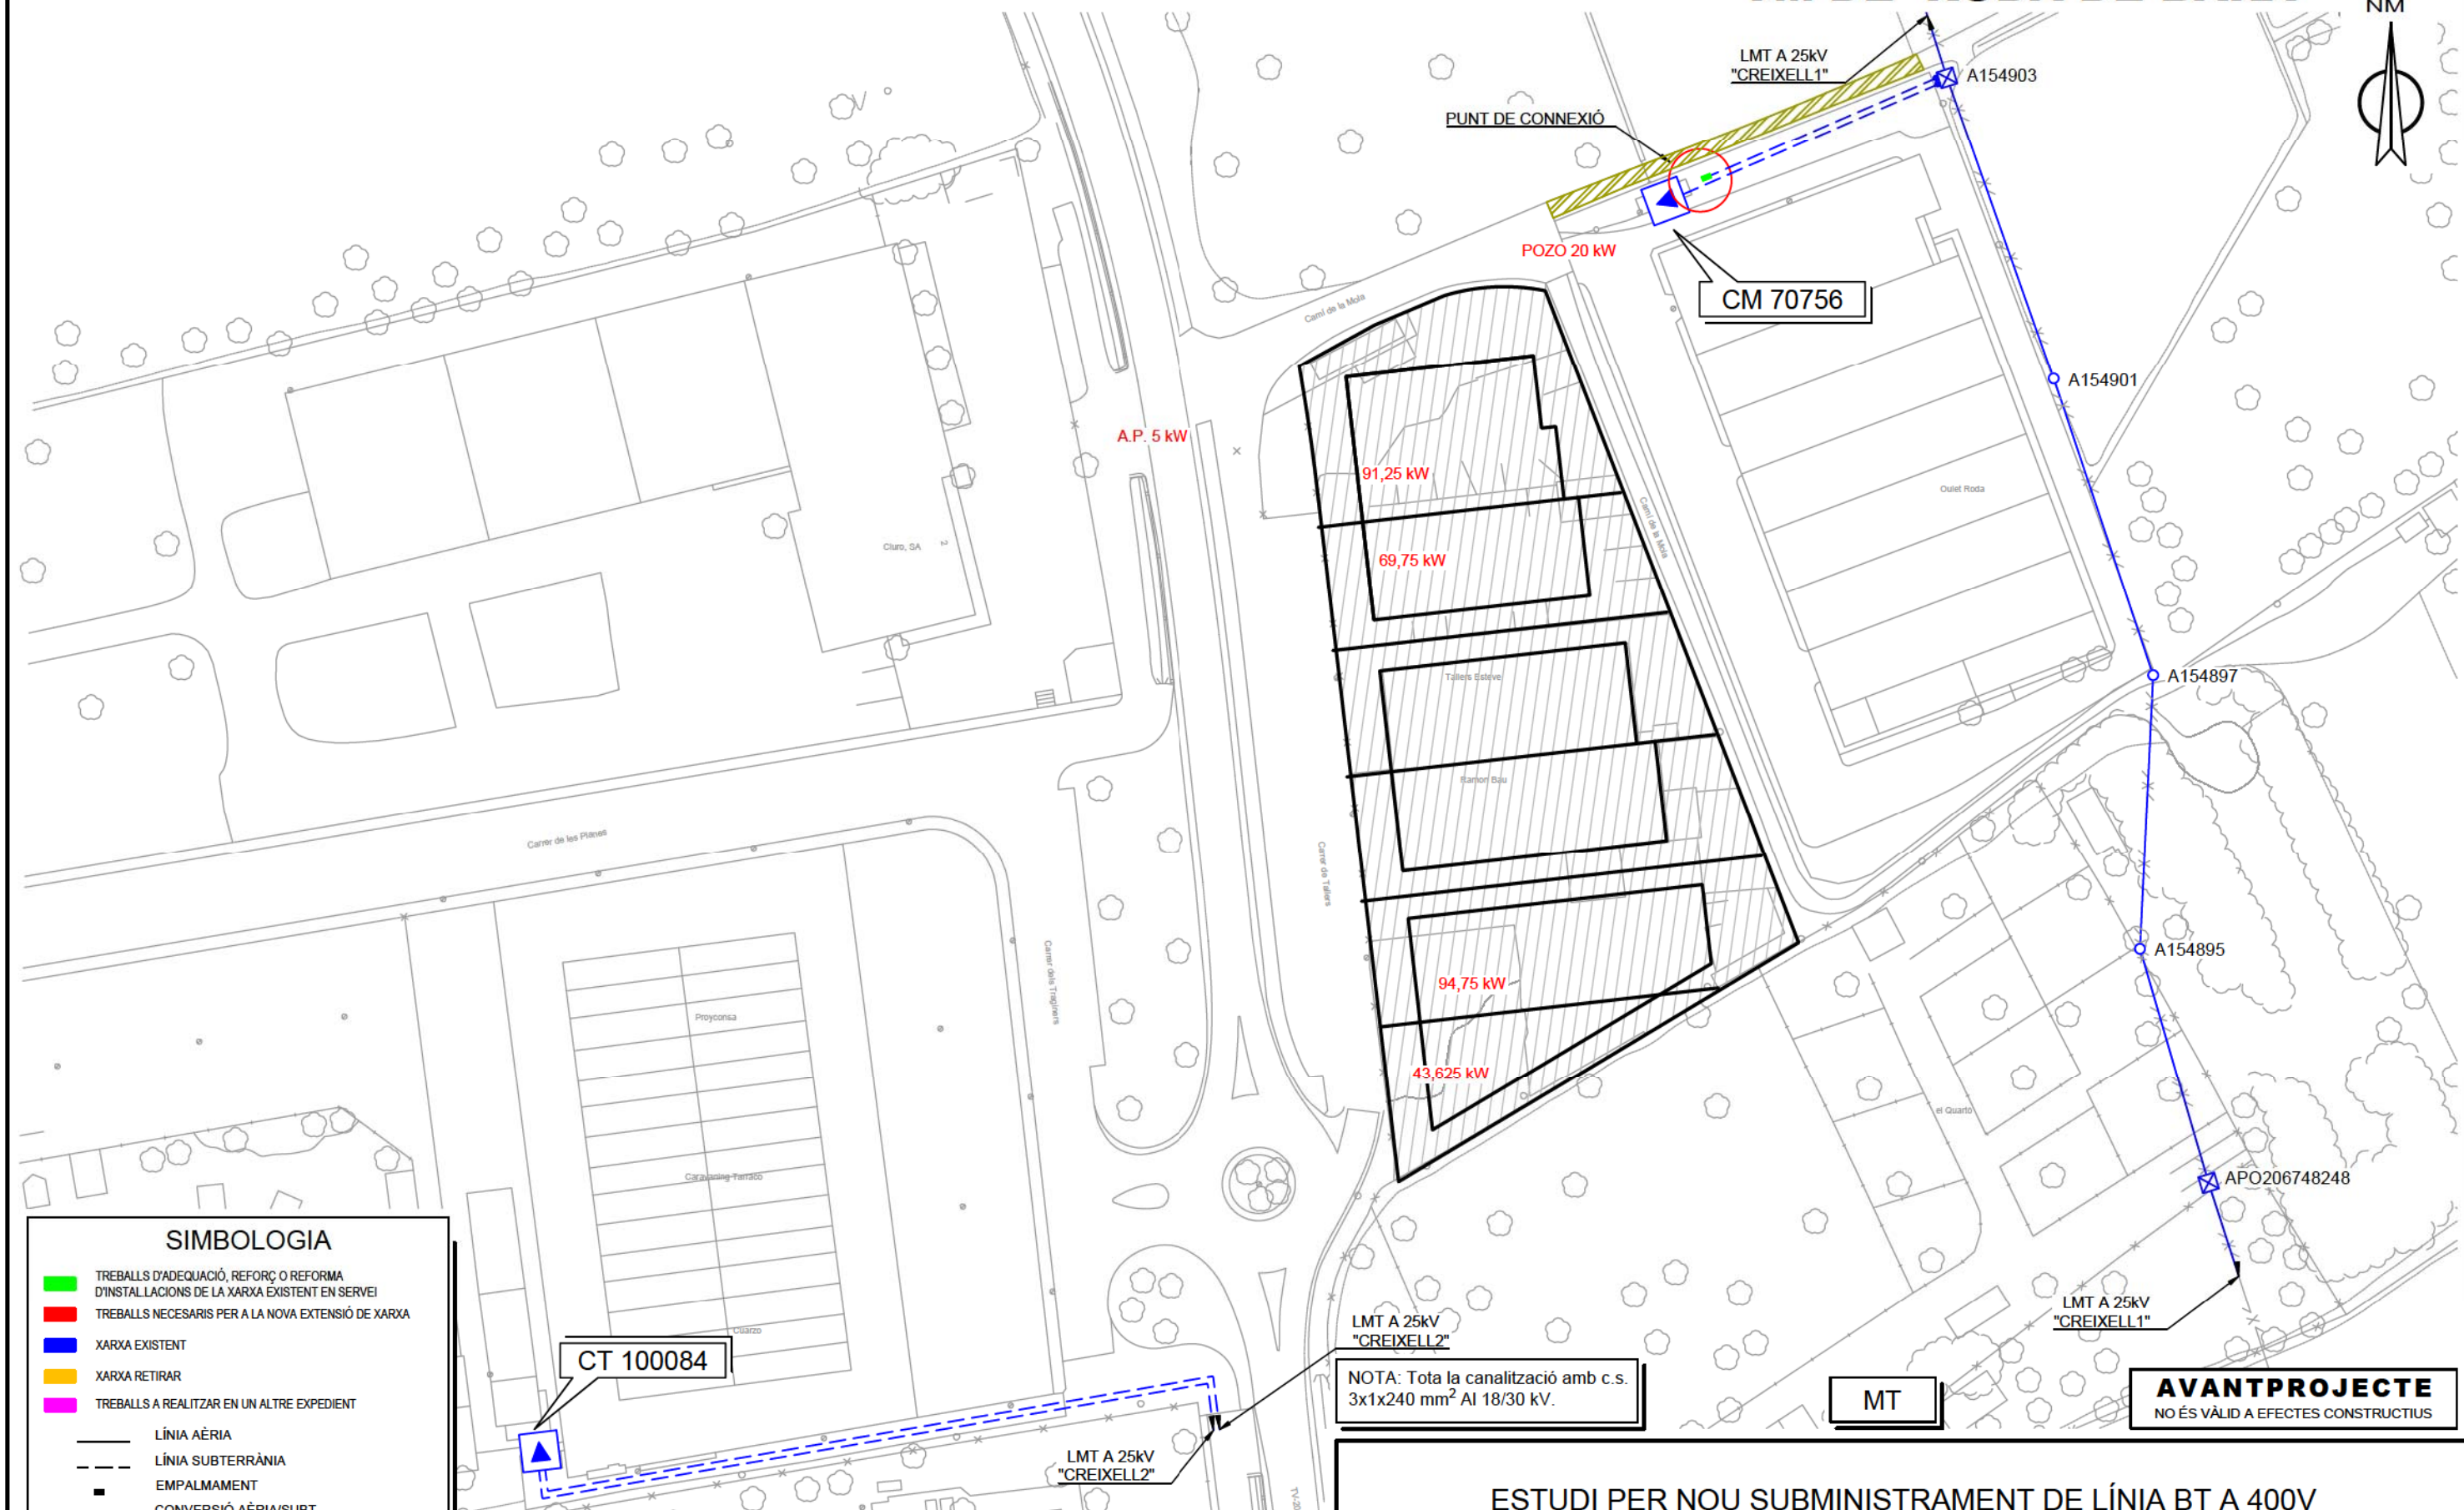 NM
LMT A 25kV
"CREIXELL1"
A154903
PUNT DE CONNEXIÓ
POZO 20 kW
CM 70756
Camí de la Mola
A154901
A.P. 5 kW
91,25 kW
Oulet Roda
Camí de la Mola
Cluro, SA
2
69,75 kW
Tallers Esteve
A154897
Ramon Bau
Carrer de les Planes
Carrer de Tallers
A154895
Carrer dels Traginers
94,75 kW
Proyconsa
43,625 kW
el Quartó
Caravaning Tarraco
APO206748248
SIMBOLOGIA
TREBALLS D'ADEQUACIÓ, REFORÇ O REFORMA
D'INSTAL.LACIONS DE LA XARXA EXISTENT EN SERVEI
TREBALLS NECESARIS PER A LA NOVA EXTENSIÓ DE XARXA
XARXA EXISTENT
XARXA RETIRAR
TREBALLS A REALITZAR EN UN ALTRE EXPEDIENT
LÍNIA AÈRIA
LÍNIA SUBTERRÀNIA
EMPALMAMENT
CONVERSIÓ AÈRIA/SUBT.
Cuarzo
CT 100084
LMT A 25kV
"CREIXELL2"
LMT A 25kV
"CREIXELL2"
LMT A 25kV
"CREIXELL1"
NOTA: Tota la canalització amb c.s.
3x1x240 mm² Al 18/30 kV.
MT
AVANTPROJECTE
NO ÉS VÀLID A EFECTES CONSTRUCTIUS
TV-20
ESTUDI PER NOU SUBMINISTRAMENT DE LÍNIA BT A 400V